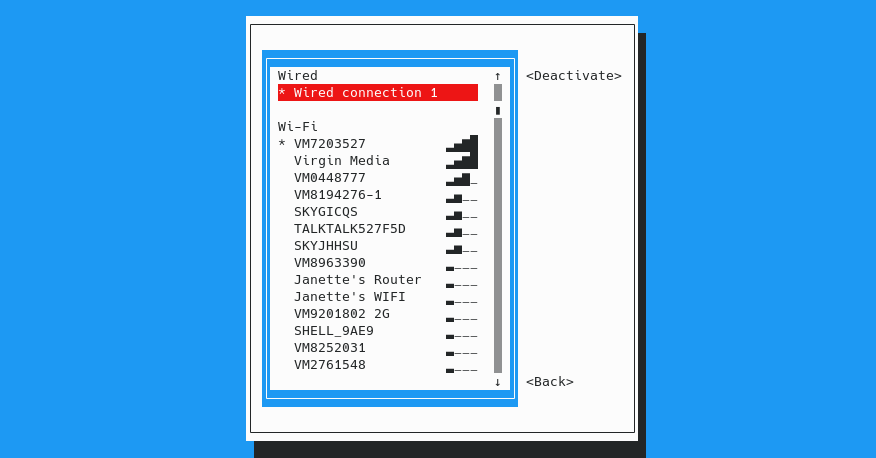 Wired ↑ <Deactivate>
* Wired connection 1
Wi-Fi
* VM7203527
Virgin Media
VM0448777
VM8194276-1
SKYGICQS
TALKTALK527F5D
SKYJHHSU
VM8963390
Janette's Router
Janette's WIFI
VM9201802 2G
SHELL_9AE9
VM8252031
VM2761548
↓ <Back>